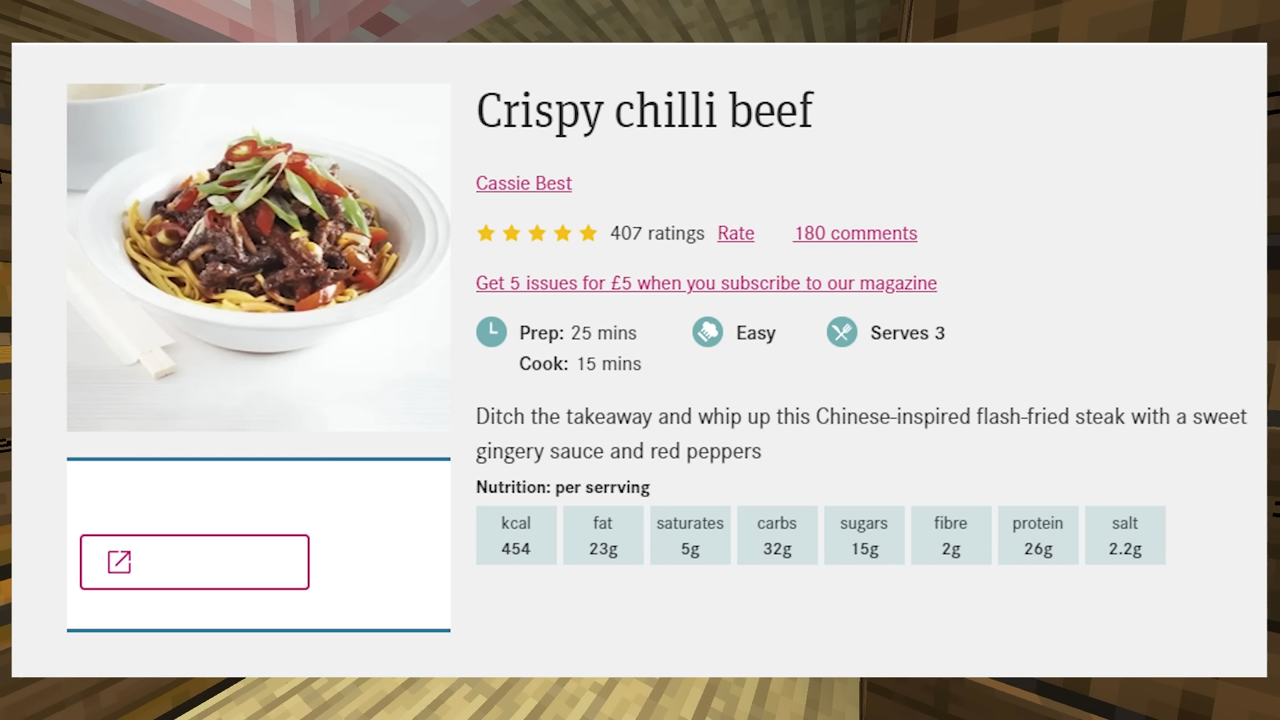 Crispy chilli beef
Cassie Best
407 ratings Rate 180 comments
Get 5 issues for £5 when you subscribe to our magazine
Prep: 25 mins Easy Serves 3
Cook: 15 mins
Ditch the takeaway and whip up this Chinese-inspired flash-fried steak with a sweet
gingery sauce and red peppers
Nutrition: per serrving
kcal fat saturates carbs sugars fibre protein salt
454 23g 5g 32g 15g 2g 26g 2.2g